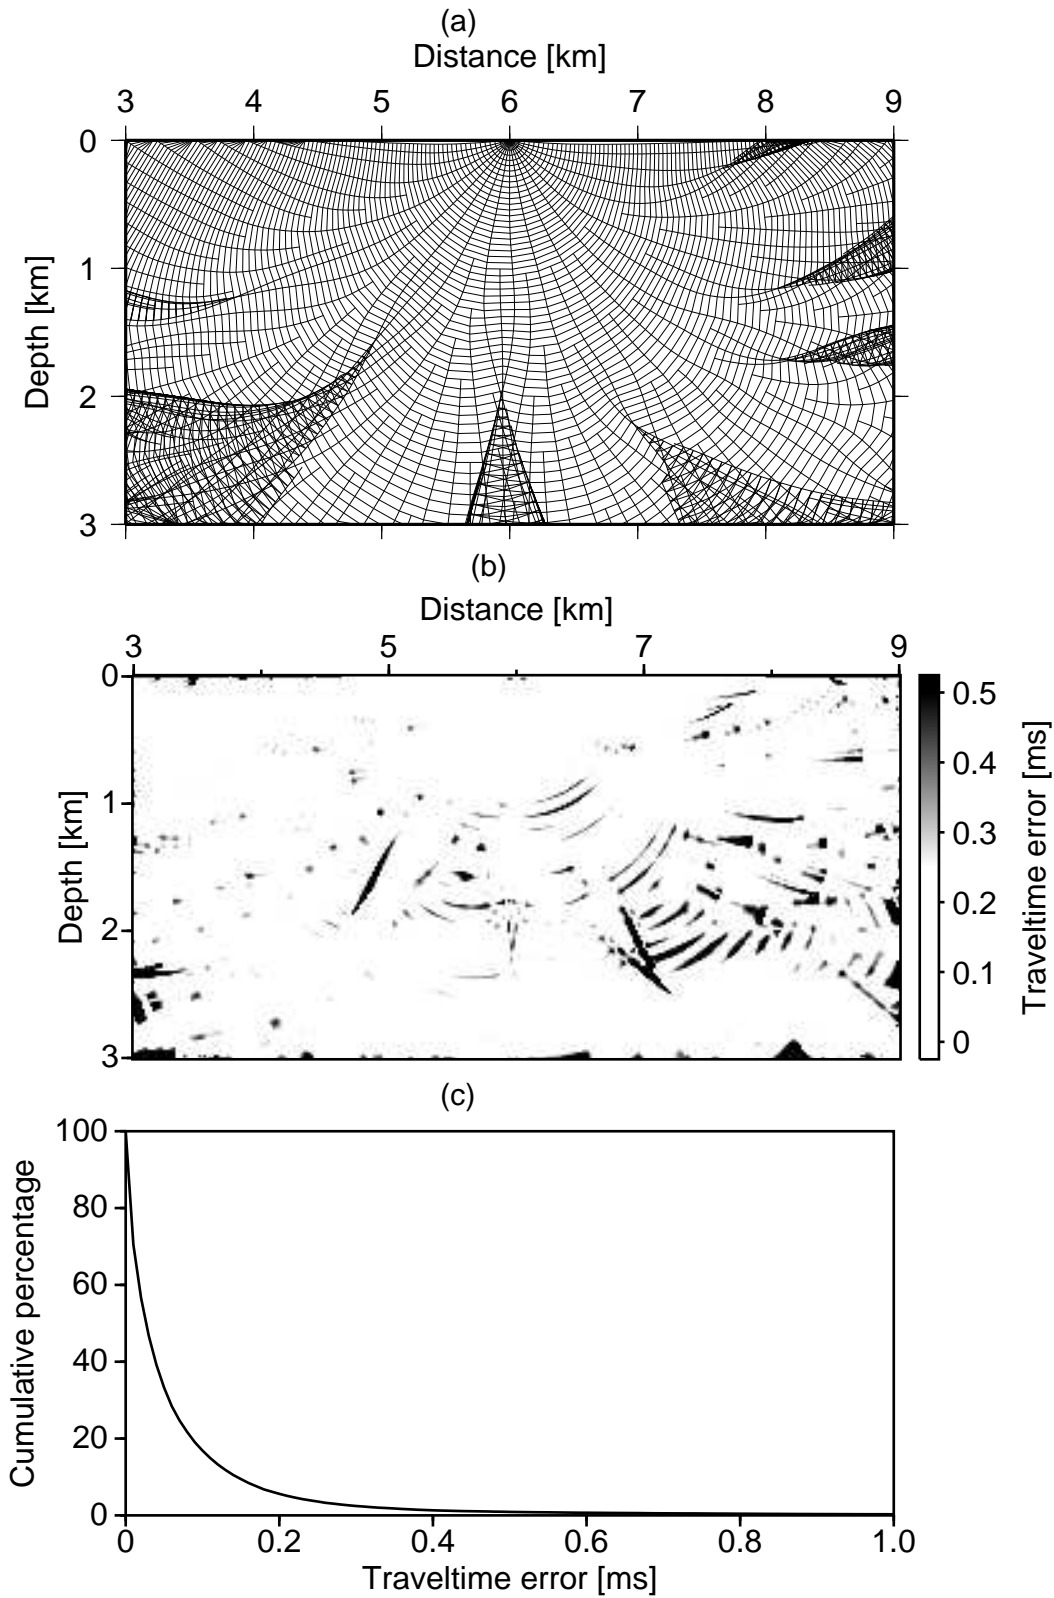 (a)
Distance [km]
3 4 5 6 7 8 9
0
1
2
3
Depth [km]
(b)
Distance [km]
3 5 7 9
0
1
2
3
Depth [km]
0.5
0.4
0.3
0.2
0.1
0
Traveltime error [ms]
(c)
100
80
60
40
20
0
Cumulative percentage
0 0.2 0.4 0.6 0.8 1.0
Traveltime error [ms]